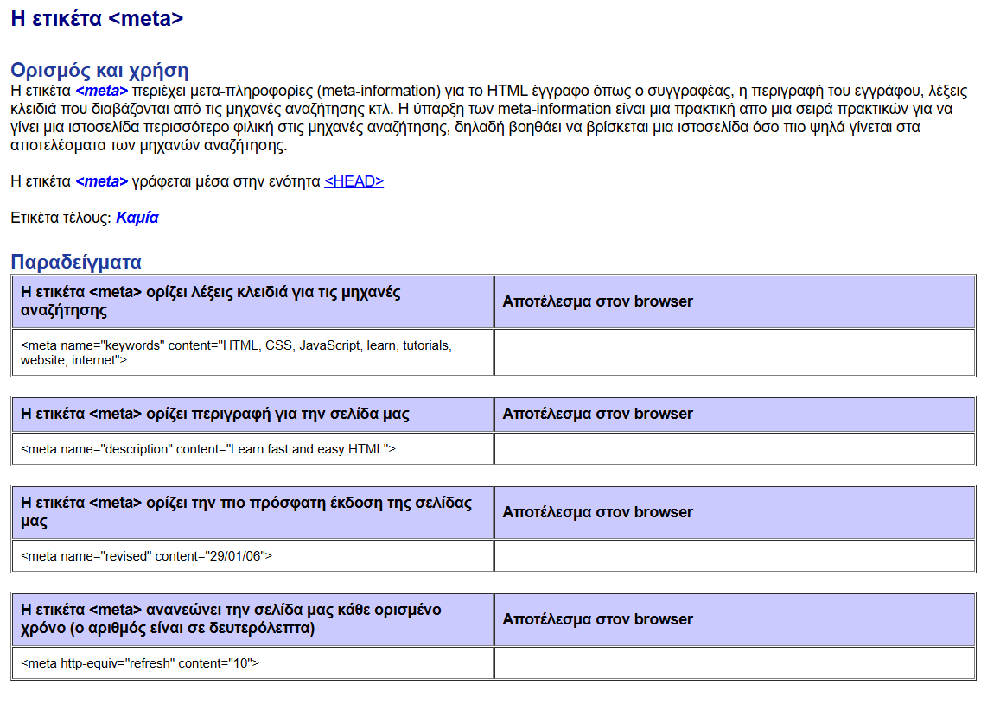 Η ετικέτα <meta>
Ορισμός και χρήση
Η ετικέτα <meta> περιέχει μετα-πληροφορίες (meta-information) για το HTML έγγραφο όπως ο συγγραφέας, η περιγραφή του εγγράφου, λέξεις
κλειδιά που διαβάζονται από τις μηχανές αναζήτησης κτλ. Η ύπαρξη των meta-information είναι μια πρακτική απο μια σειρά πρακτικών για να
γίνει μια ιστοσελίδα περισσότερο φιλική στις μηχανές αναζήτησης, δηλαδή βοηθάει να βρίσκεται μια ιστοσελίδα όσο πιο ψηλά γίνεται στα
αποτελέσματα των μηχανών αναζήτησης.
Η ετικέτα <meta> γράφεται μέσα στην ενότητα <HEAD>
Ετικέτα τέλους: Καμία
Παραδείγματα
Η ετικέτα <meta> ορίζει λέξεις κλειδιά για τις μηχανές
αναζήτησης
Αποτέλεσμα στον browser
<meta name="keywords" content="HTML, CSS, JavaScript, learn, tutorials,
website, internet">
Η ετικέτα <meta> ορίζει περιγραφή για την σελίδα μας
Αποτέλεσμα στον browser
<meta name="description" content="Learn fast and easy HTML">
Η ετικέτα <meta> ορίζει την πιο πρόσφατη έκδοση της σελίδας
μας
Αποτέλεσμα στον browser
<meta name="revised" content="29/01/06">
Η ετικέτα <meta> ανανεώνει την σελίδα μας κάθε ορισμένο
χρόνο (ο αριθμός είναι σε δευτερόλεπτα)
Αποτέλεσμα στον browser
<meta http-equiv="refresh" content="10">